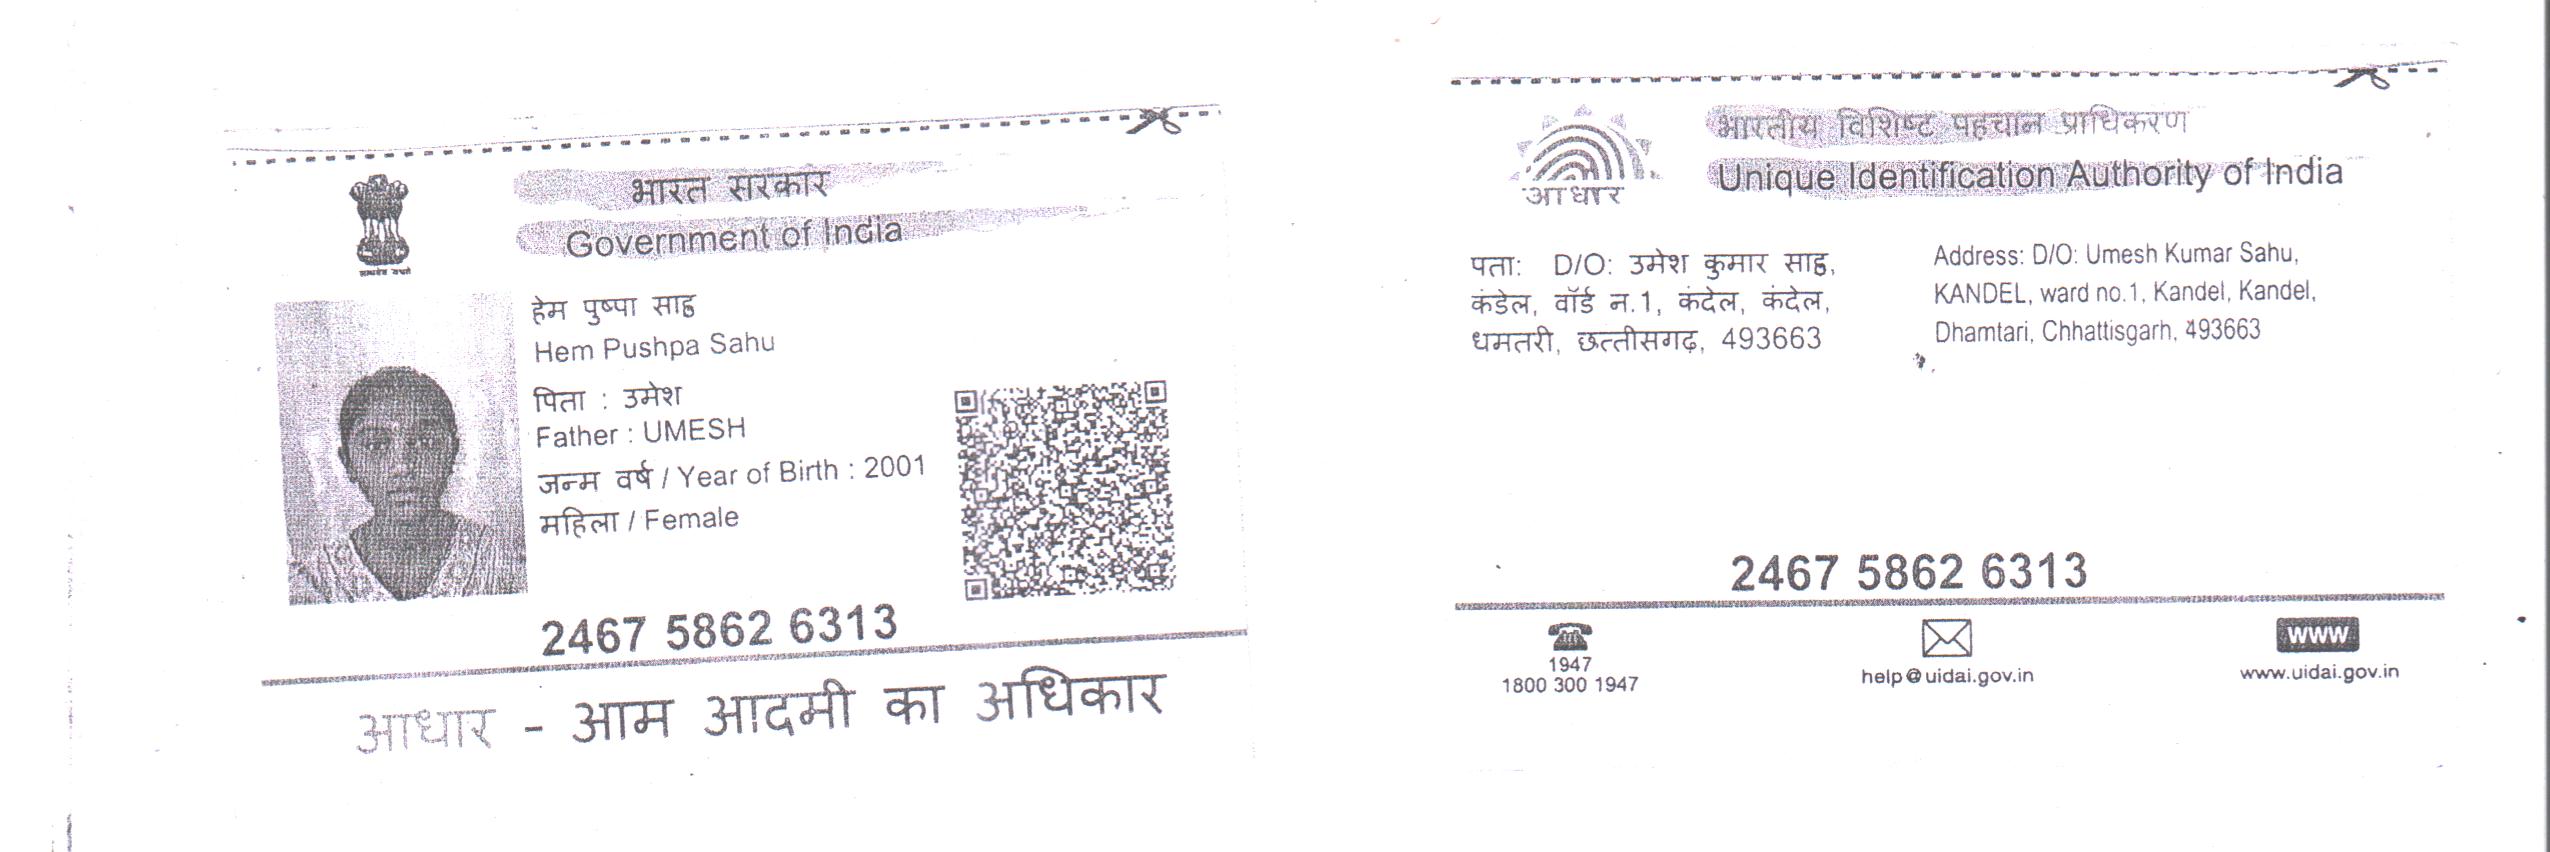 भारत सरकार
Government of India
हेम पुष्पा साहू
Hem Pushpa Sahu
पिता : उमेश
Father : UMESH
जन्म वर्ष / Year of Birth : 2001
महिला / Female
2467 5862 6313
आधार - आम आदमी का अधिकार
भारतीय विशिष्ट पहचान प्राधिकरण
Unique Identification Authority of India
आधार
पता: D/O: उमेश कुमार साहू,
कंडेल, वॉर्ड न.1, कंदेल, कंदेल,
धमतरी, छत्तीसगढ़, 493663
Address: D/O: Umesh Kumar Sahu,
KANDEL, ward no.1, Kandel, Kandel,
Dhamtari, Chhattisgarh, 493663
2467 5862 6313
1947
1800 300 1947
help@uidai.gov.in
www
www.uidai.gov.in